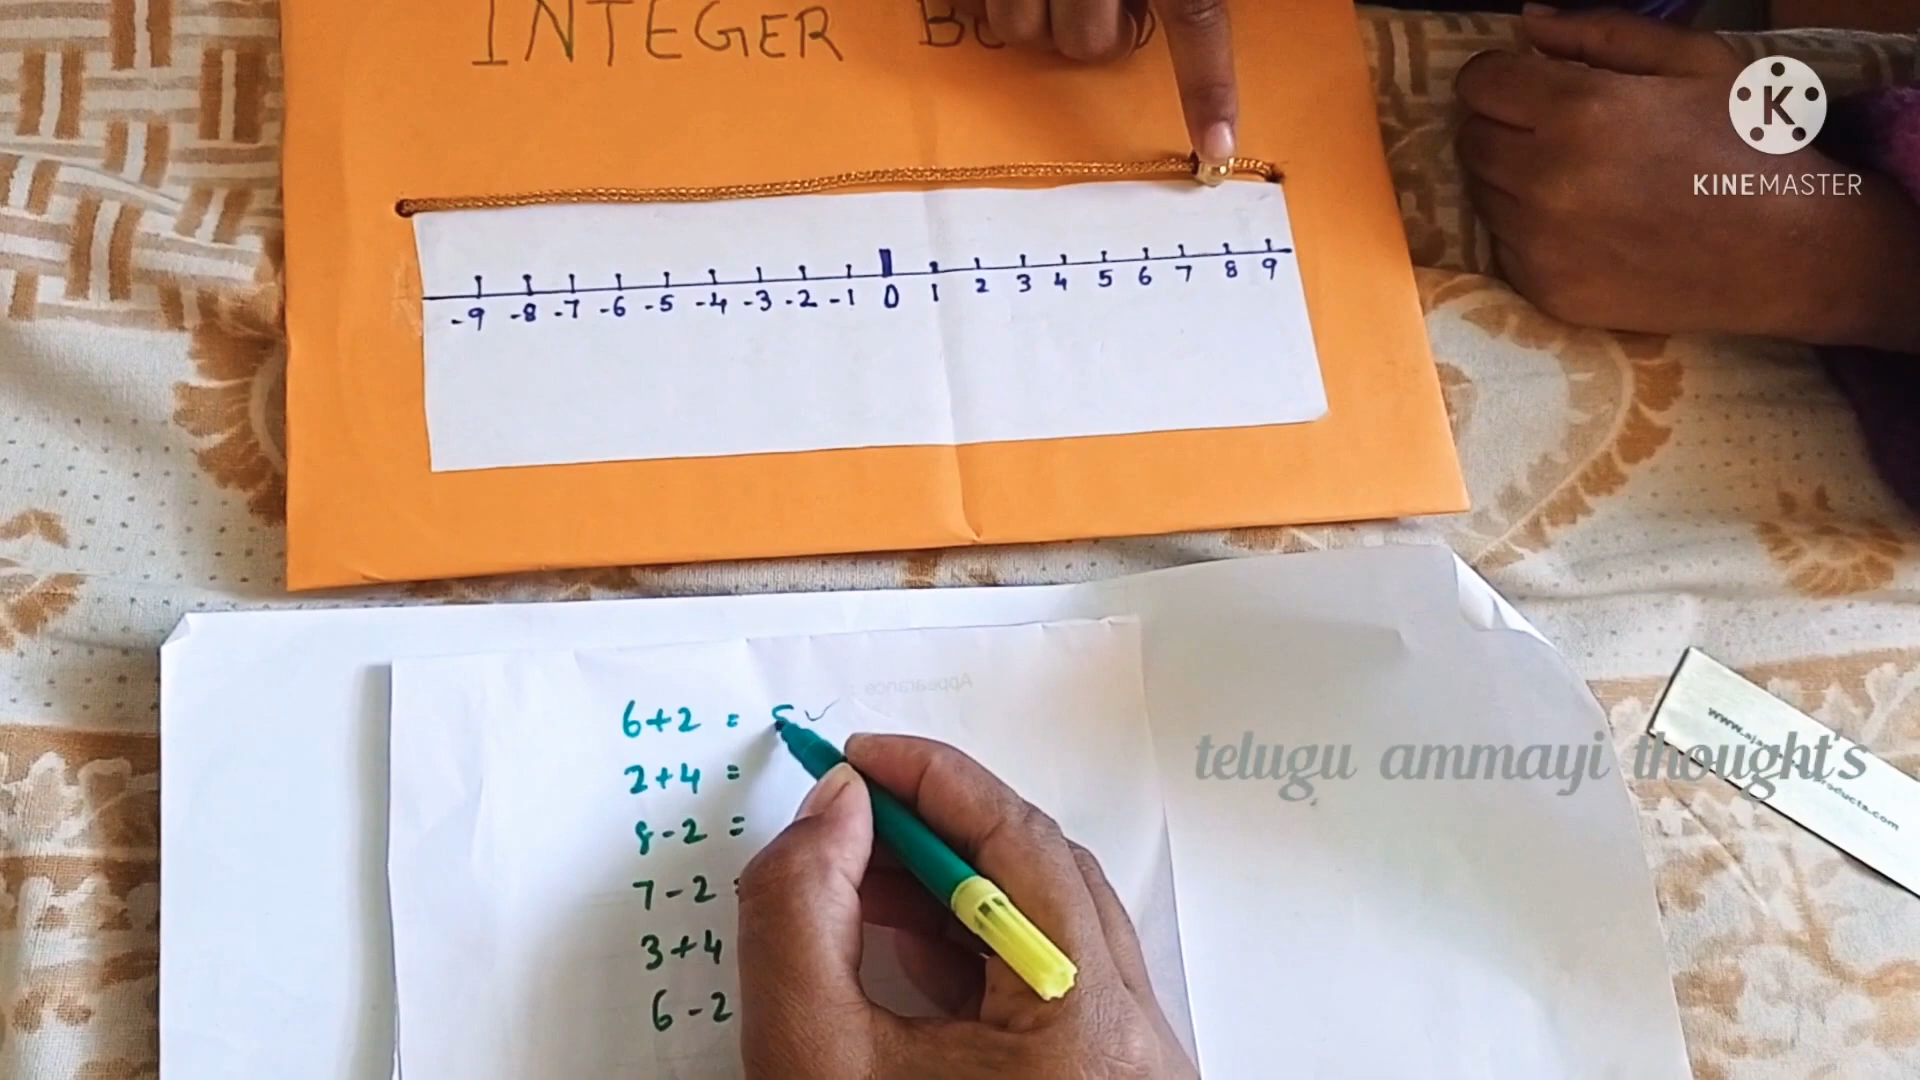 INTEGER
K
KINEMASTER
-9 -8 -7 -6 -5 -4 -3 -2 -1 0 1 2 3 4 5 6 7 8 9
Appearance
6+2 =
2+4 =
8-2 =
7-2
3+4
6-2
telugu ammayi thought's